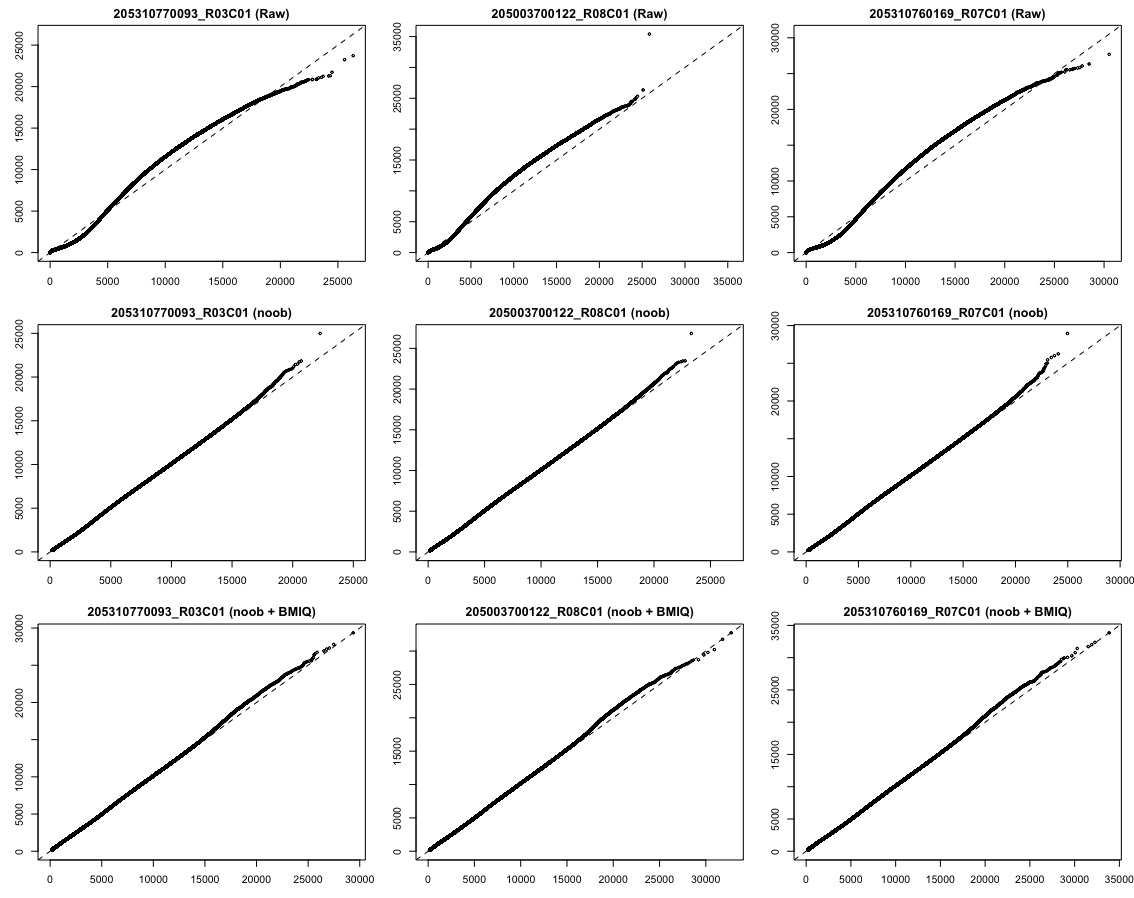 205310770093_R03C01 (Raw)
0 5000 10000 15000 20000 25000
0 5000 10000 15000 20000 25000
205003700122_R08C01 (Raw)
0 5000 15000 25000 35000
0 5000 10000 15000 20000 25000 30000 35000
205310760169_R07C01 (Raw)
0 5000 10000 20000 30000
0 5000 10000 15000 20000 25000 30000
205310770093_R03C01 (noob)
0 5000 10000 15000 20000 25000
0 5000 10000 15000 20000 25000
205003700122_R08C01 (noob)
0 5000 10000 15000 20000 25000
0 5000 10000 15000 20000 25000
205310760169_R07C01 (noob)
0 5000 10000 20000 30000
0 5000 10000 15000 20000 25000 30000
205310770093_R03C01 (noob + BMIQ)
0 5000 10000 20000 30000
0 5000 10000 15000 20000 25000 30000
205003700122_R08C01 (noob + BMIQ)
0 5000 15000 25000
0 5000 10000 15000 20000 25000 30000
205310760169_R07C01 (noob + BMIQ)
0 5000 15000 25000 35000
0 5000 10000 15000 20000 25000 30000 35000